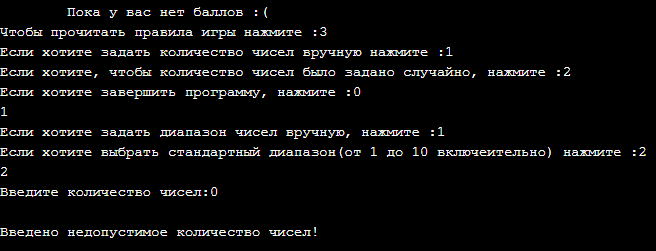 Пока у вас нет баллов :(
Чтобы прочитать правила игры нажмите :3
Если хотите задать количество чисел вручную нажмите :1
Если хотите, чтобы количество чисел было задано случайно, нажмите :2
Если хотите завершить программу, нажмите :0
1
Если хотите задать диапазон чисел вручную, нажмите :1
Если хотите выбрать стандартный диапазон(от 1 до 10 включеительно) нажмите :2
2
Введите количество чисел:0
Введено недопустимое количество чисел!